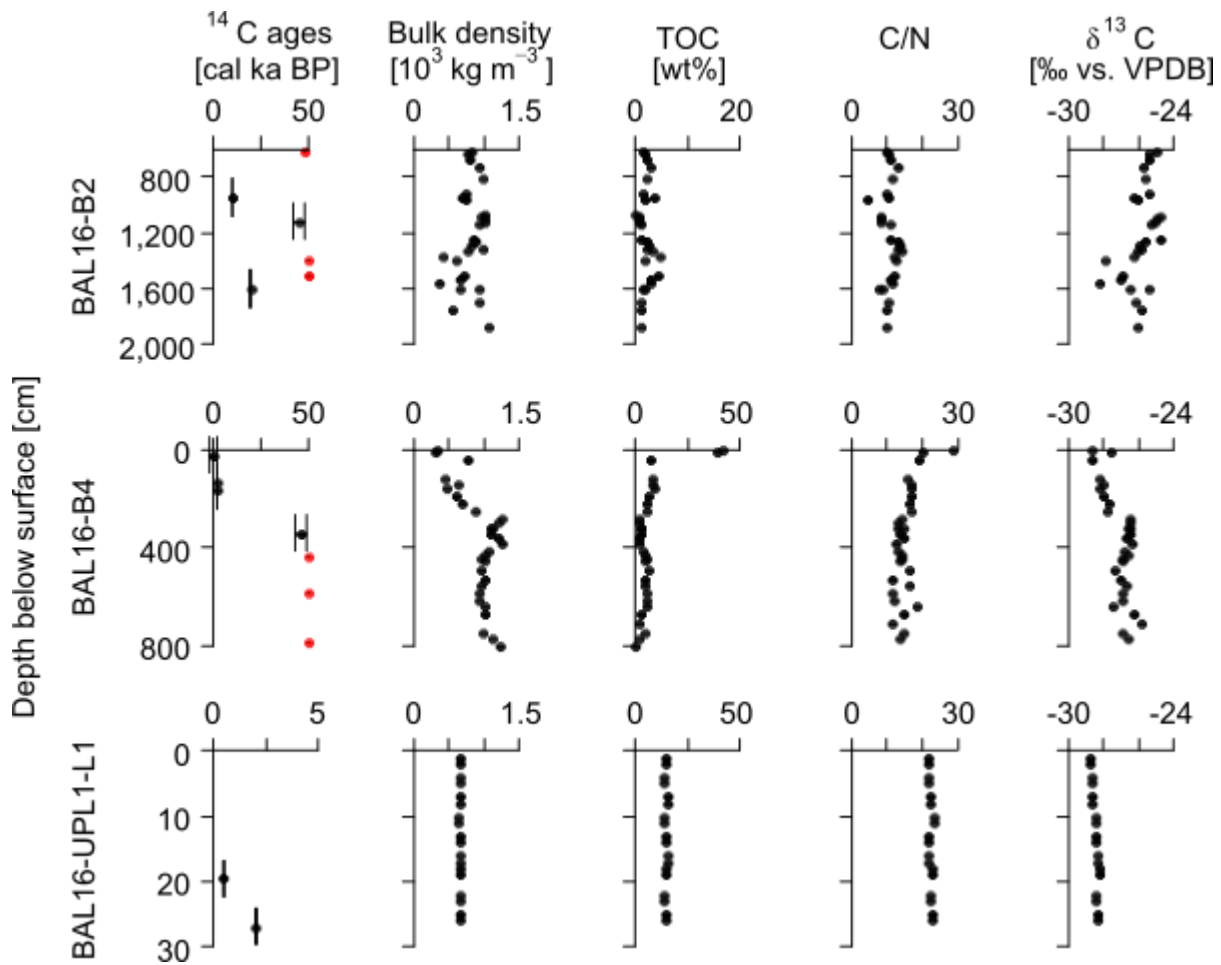 ¹⁴ C ages Bulk density TOC C/N δ¹³ C
[cal ka BP] [10³ kg m⁻³ ] [wt%] [‰ vs. VPDB]
0 50 0 1.5 0 20 0 30 -30 -24
BAL16-B2
800
1,200
1,600
2,000
Depth below surface [cm]
0 50 0 1.5 0 50 0 30 -30 -24
BAL16-B4
0
400
800
0 5 0 1.5 0 50 0 30 -30 -24
BAL16-UPL1-L1
0
10
20
30